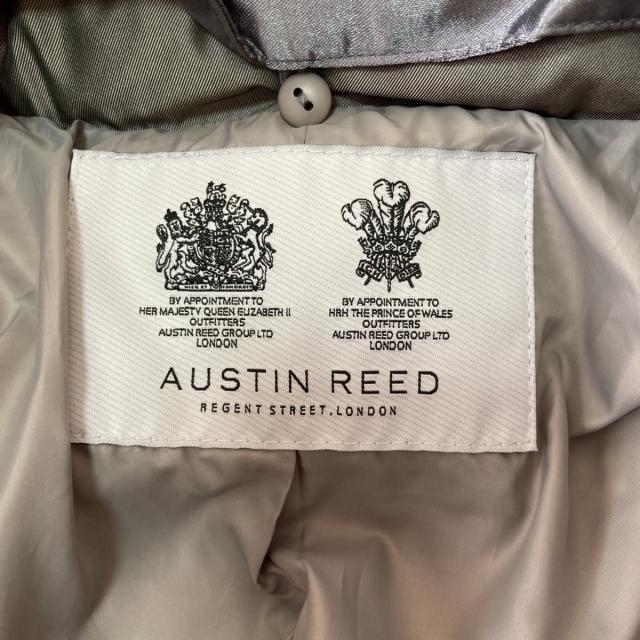 BY APPOINTMENT TO
HER MAJESTY QUEEN ELIZABETH II
OUTFITTERS
AUSTIN REED GROUP LTD
LONDON
BY APPOINTMENT TO
HRH THE PRINCE OF WALES
OUTFITTERS
AUSTIN REED GROUP LTD
LONDON
AUSTIN REED
REGENT STREET.LONDON